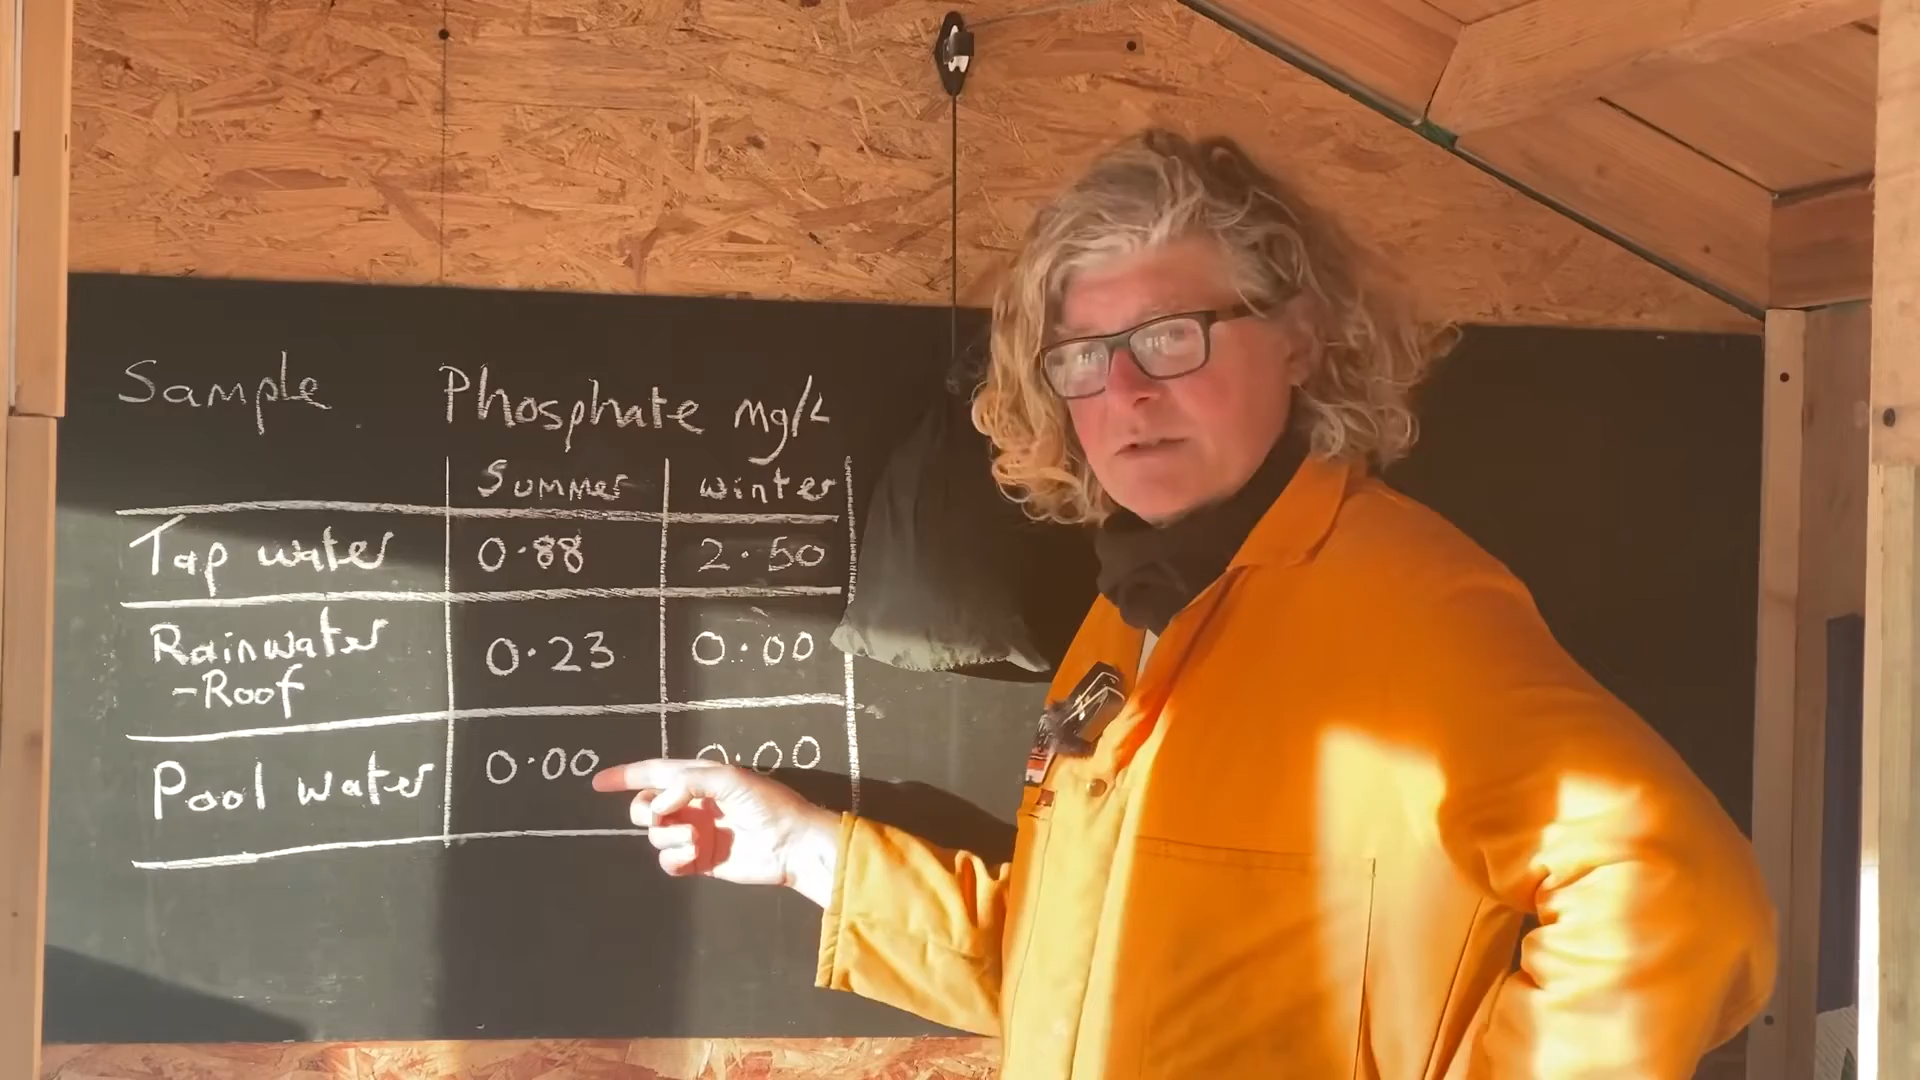 Sample Phosphate mg/L
Summer winter
Tap water 0.88 2.50
Rainwater 0.23 0.00
-Roof
Pool water 0.00 0.00